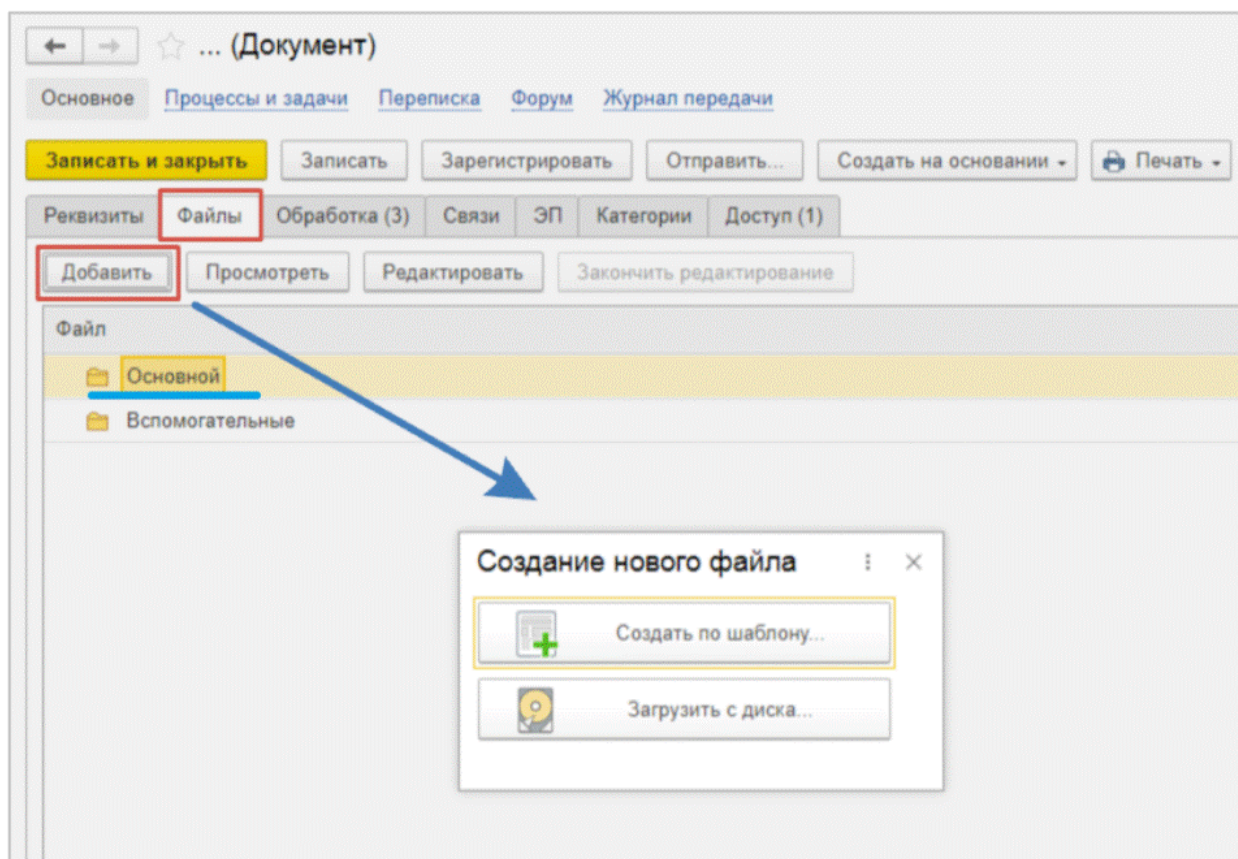 ... (Документ)
Основное Процессы и задачи Переписка Форум Журнал передачи
Записать и закрыть Записать Зарегистрировать Отправить... Создать на основании Печать
Реквизиты Файлы Обработка (3) Связи ЭП Категории Доступ (1)
Добавить Просмотреть Редактировать Закончить редактирование
Файл
Основной
Вспомогательные
Создание нового файла
Создать по шаблону...
Загрузить с диска...